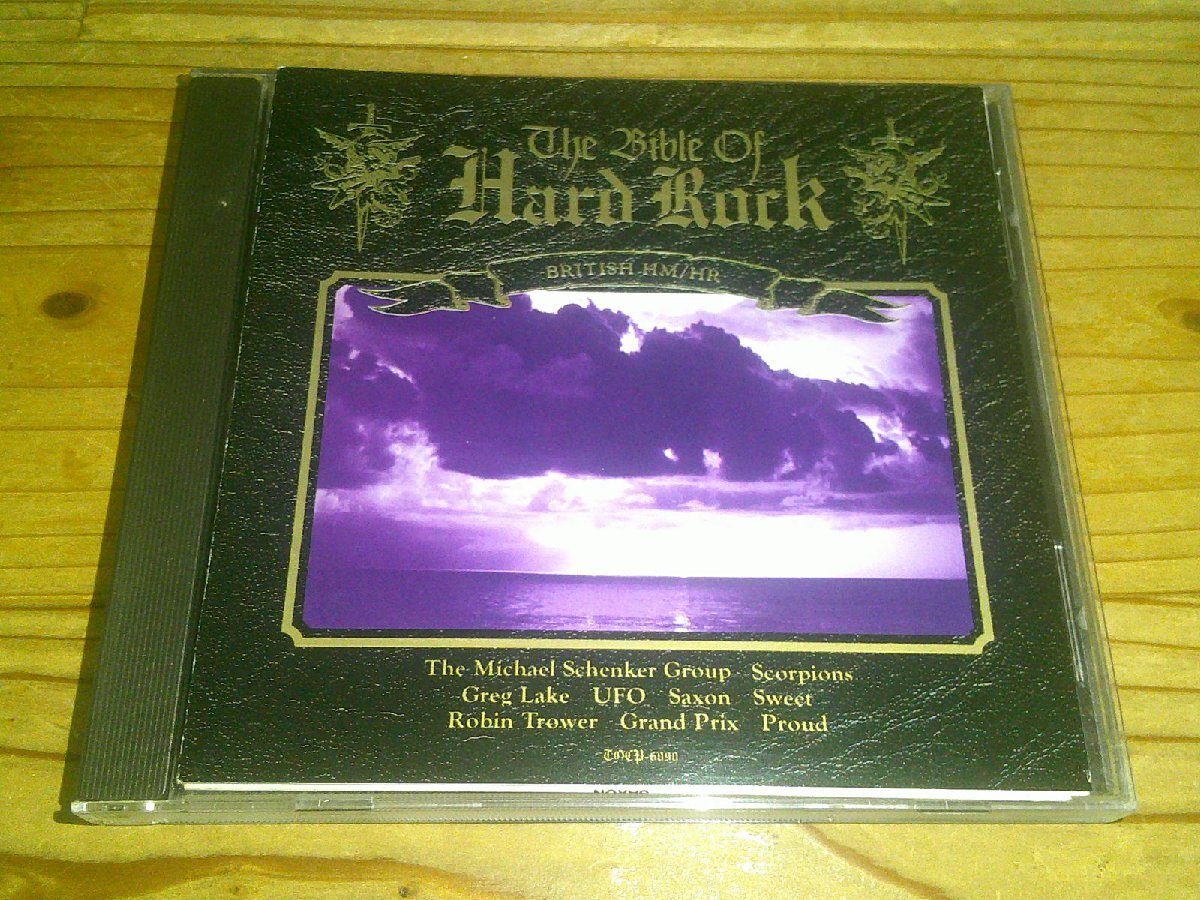 The Bible Of
Hard Rock
BRITISH HM/HR
The Michael Schenker Group Scorpions
Greg Lake UFO Saxon Sweet
Robin Trower Grand Prix Proud
TOCP-6090